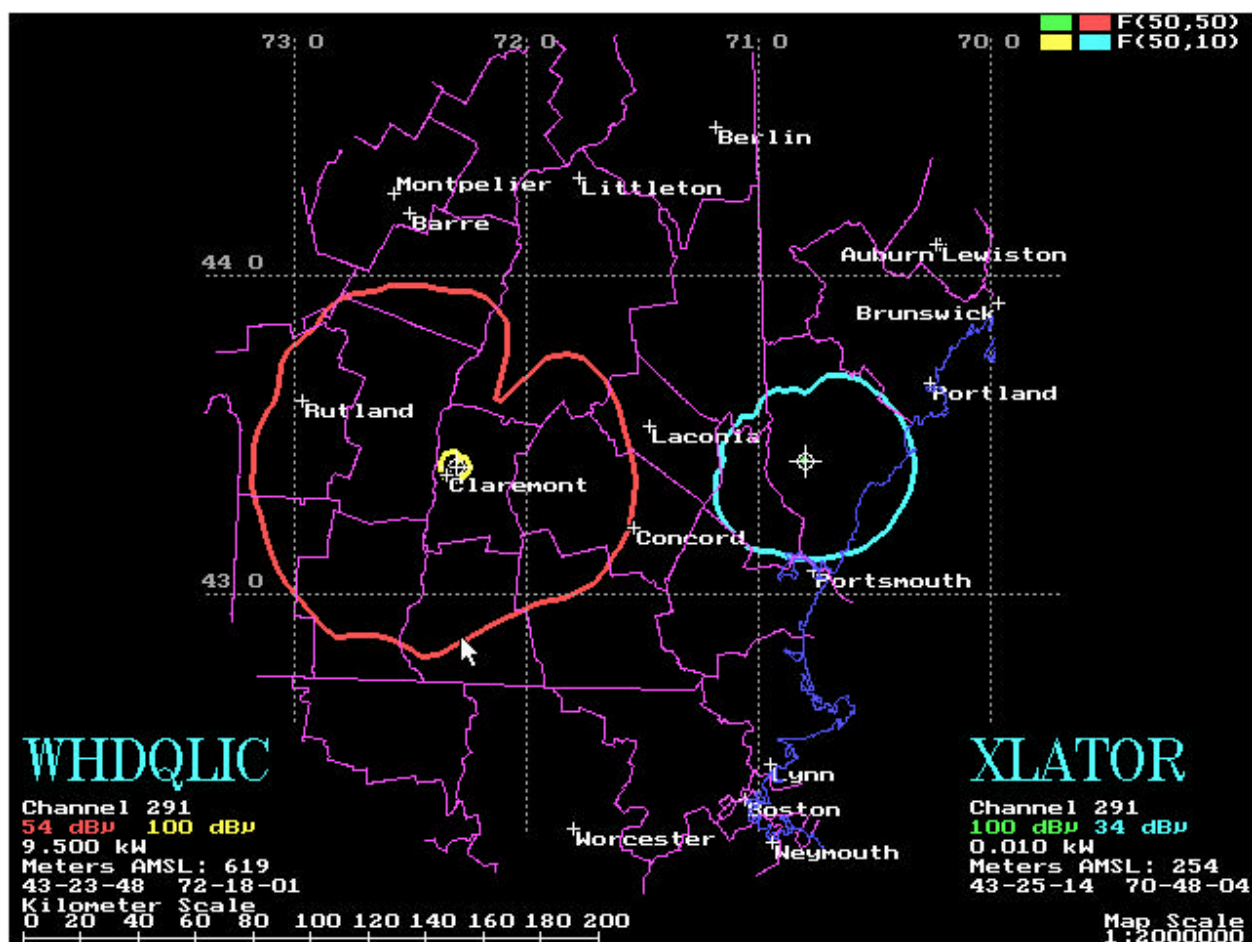 F(50,50)
73 0 72 0 71 0 70 0 F(50,10)
Berlin
Montpelier Littleton
Barre
Auburn Lewiston
44 0
Brunswick
Portland
Rutland
Laconia
Claremont
Concord
43 0 Portsmouth
WHDQLIC XLATOR
Lynn
Channel 291 Boston Channel 291
54 dBµ 100 dBµ 100 dBµ 34 dBµ
9.500 kW Worcester 0.010 kW
Weymouth
Meters AMSL: 619 Meters AMSL: 254
43-23-48 72-18-01 43-25-14 70-48-04
Kilometer Scale
0 20 40 60 80 100 120 140 160 180 200 Map Scale
1:2000000